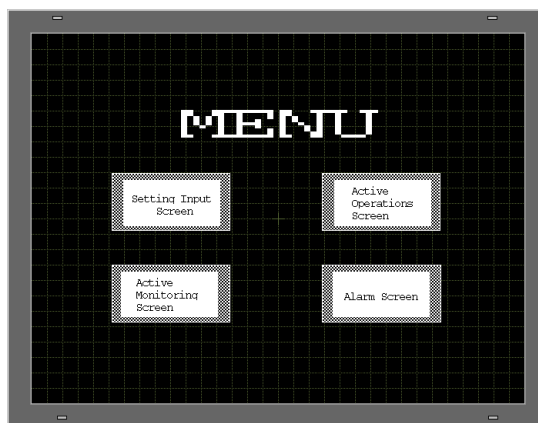 MENU
Setting Input
Screen
Active
Operations
Screen
Active
Monitoring
Screen
Alarm Screen